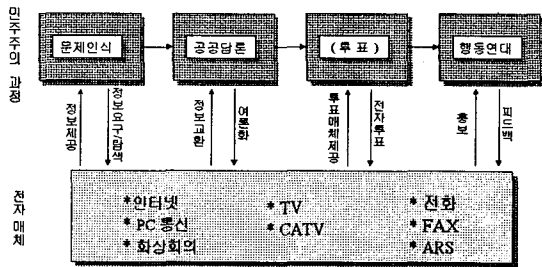 민주주의 과정
문제인식
공공담론
(투표)
행동연대
정보제공
정보요구/탐색
정보교환
여론화
투표매체제공
전자투표
홍보
피드백
전자 매체
* 인터넷
* PC 통신
* 화상회의
* TV
* CATV
* 전화
* FAX
* ARS